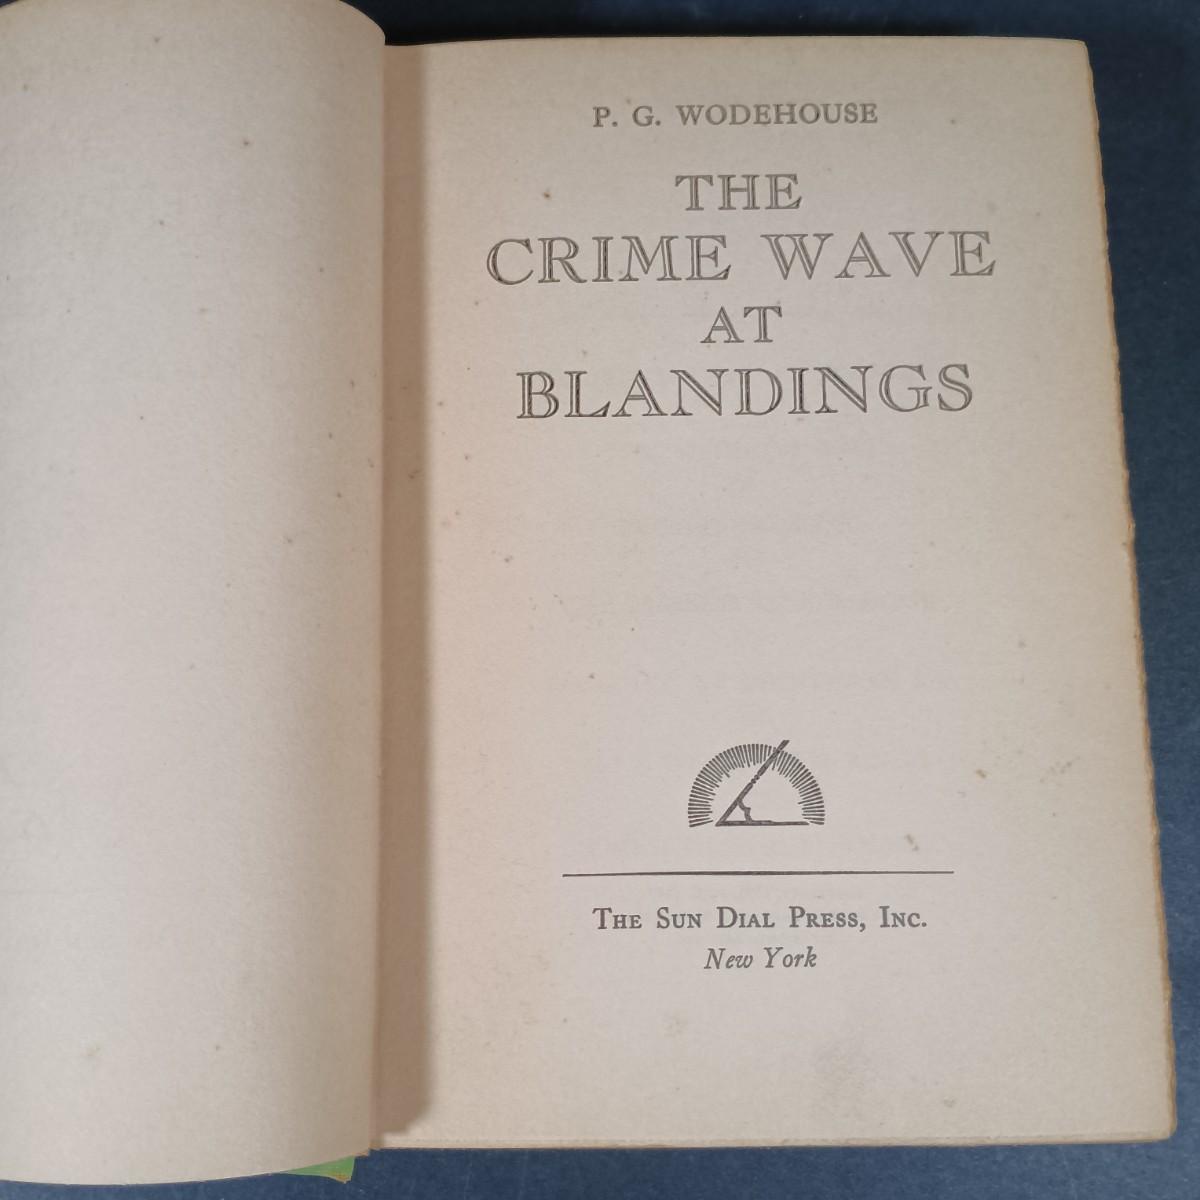 P. G. WODEHOUSE
THE
CRIME WAVE
AT
BLANDINGS
THE SUN DIAL PRESS, INC.
New York